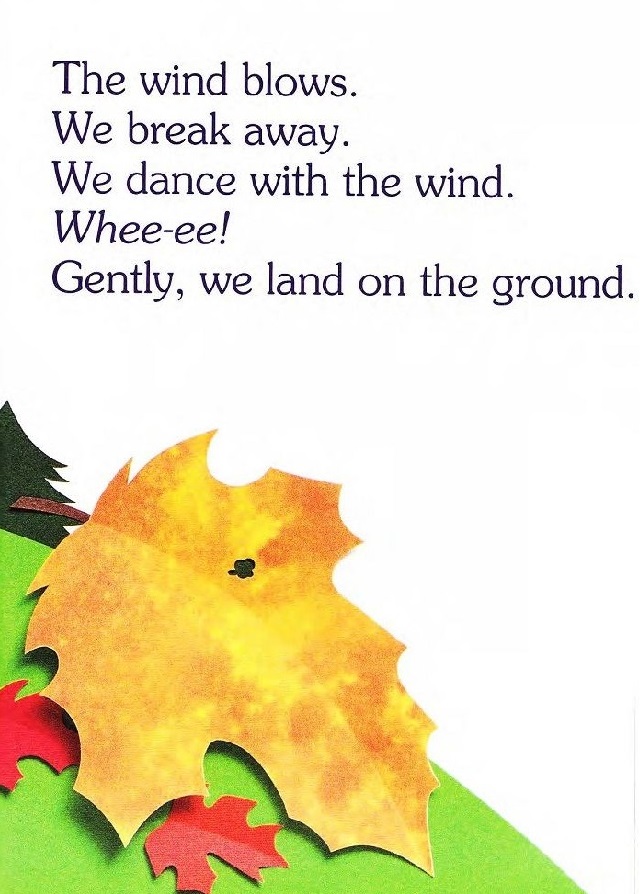 The wind blows.
We break away.
We dance with the wind.
Whee-ee!
Gently, we land on the ground.